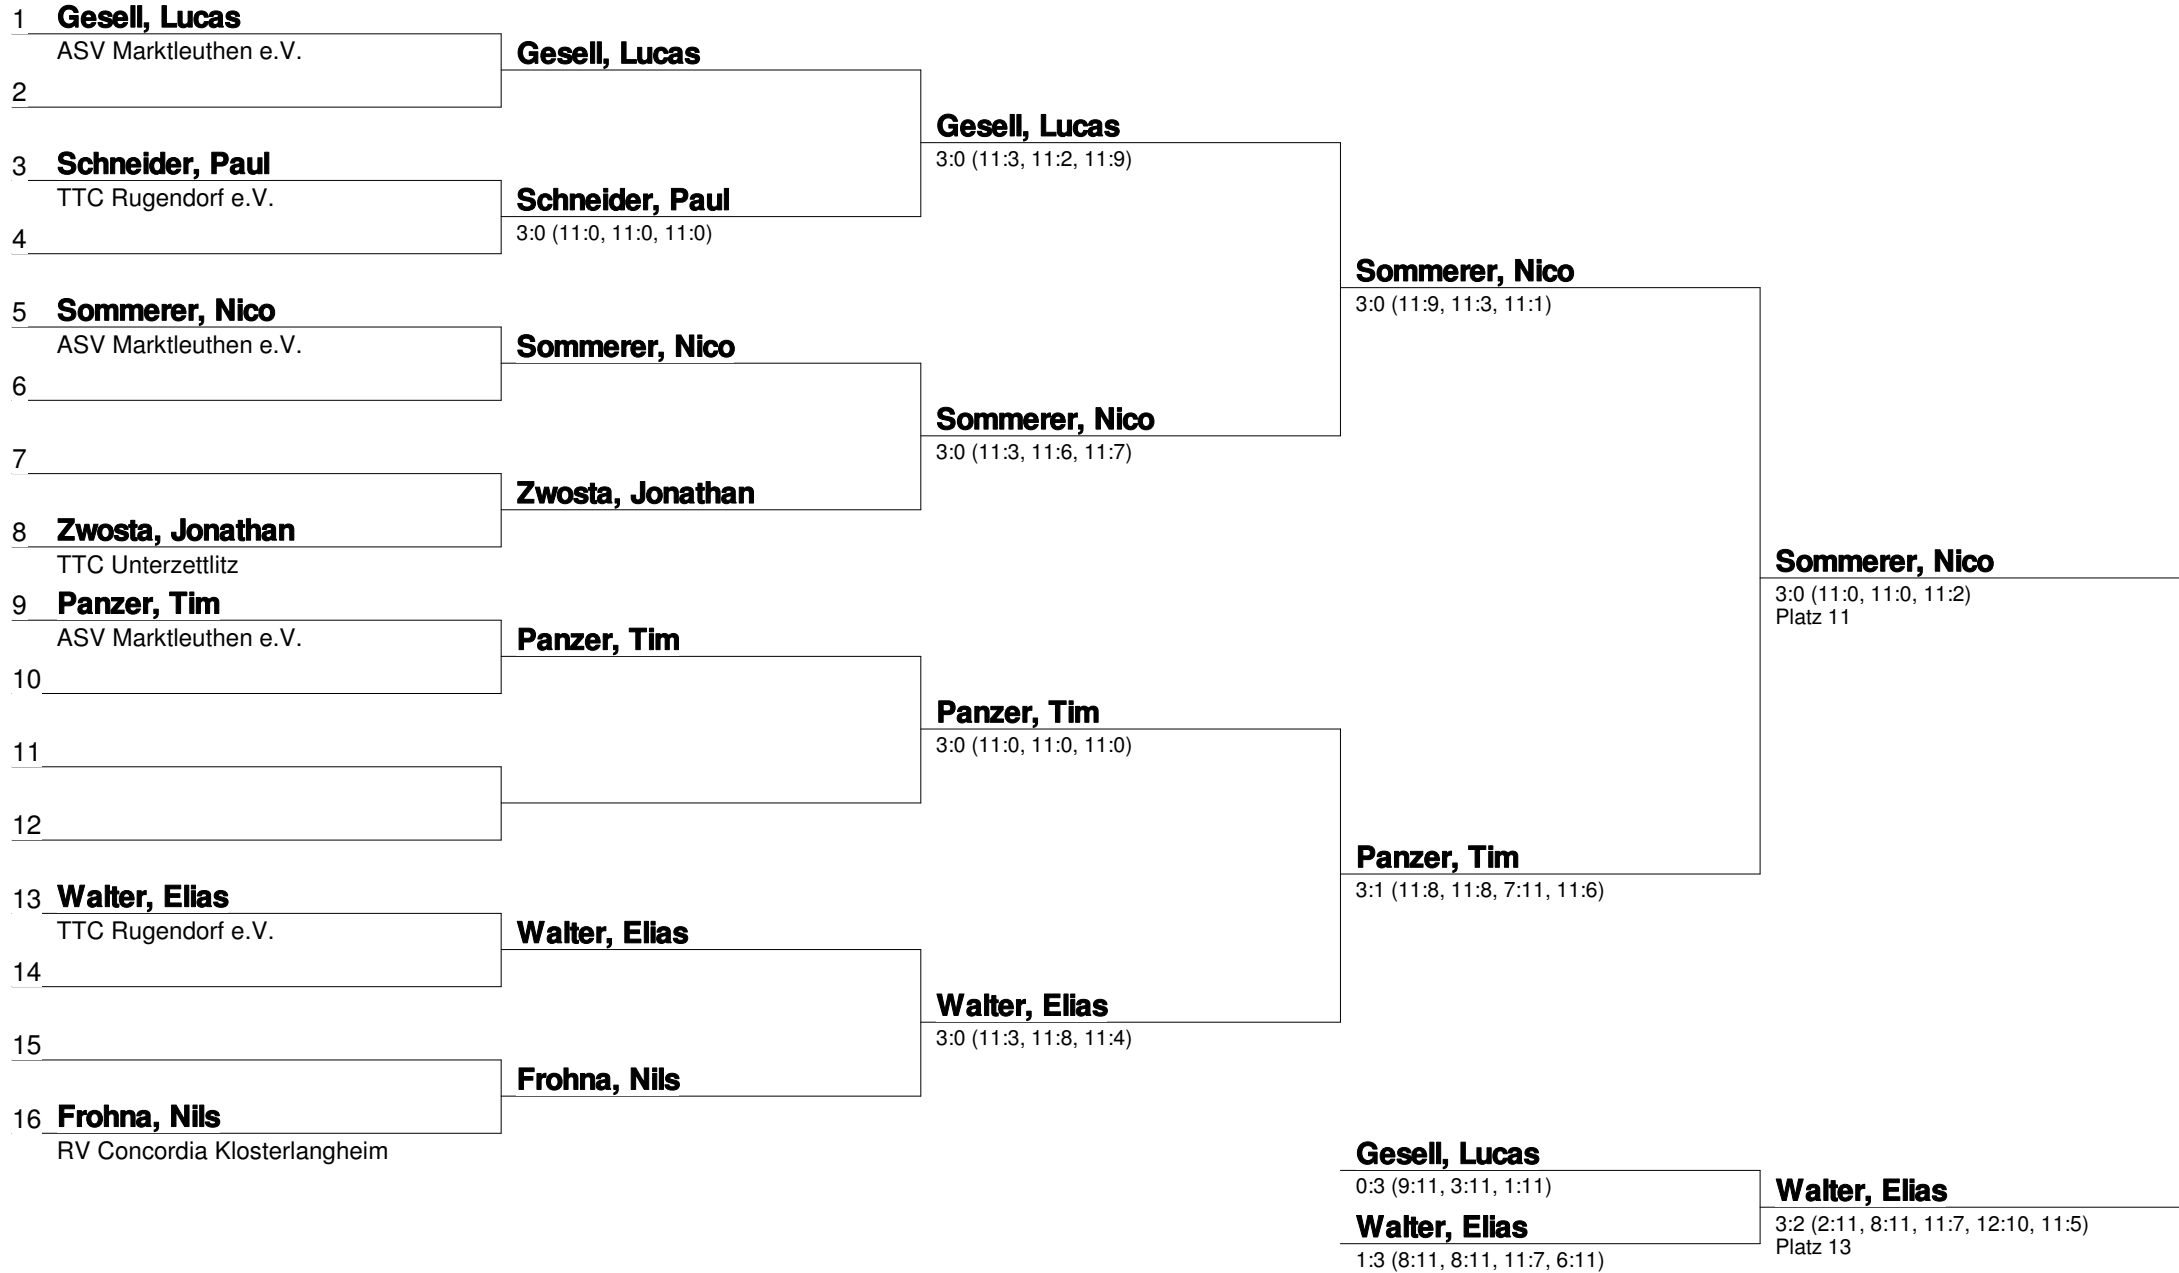 1 Gesell, Lucas
ASV Marktleuthen e.V.
2
3 Schneider, Paul
TTC Rugendorf e.V.
4
5 Sommerer, Nico
ASV Marktleuthen e.V.
6
7
8 Zwosta, Jonathan
TTC Unterzettlitz
9 Panzer, Tim
ASV Marktleuthen e.V.
10
11
12
13 Walter, Elias
TTC Rugendorf e.V.
14
15
16 Frohna, Nils
RV Concordia Klosterlangheim
Gesell, Lucas
Schneider, Paul
3:0 (11:0, 11:0, 11:0)
Sommerer, Nico
Zwosta, Jonathan
Panzer, Tim
Walter, Elias
Frohna, Nils
Gesell, Lucas
3:0 (11:3, 11:2, 11:9)
Sommerer, Nico
3:0 (11:3, 11:6, 11:7)
Panzer, Tim
3:0 (11:0, 11:0, 11:0)
Walter, Elias
3:0 (11:3, 11:8, 11:4)
Sommerer, Nico
3:0 (11:9, 11:3, 11:1)
Panzer, Tim
3:1 (11:8, 11:8, 7:11, 11:6)
Sommerer, Nico
3:0 (11:0, 11:0, 11:2)
Platz 11
Gesell, Lucas
0:3 (9:11, 3:11, 1:11)
Walter, Elias
1:3 (8:11, 8:11, 11:7, 6:11)
Walter, Elias
3:2 (2:11, 8:11, 11:7, 12:10, 11:5)
Platz 13